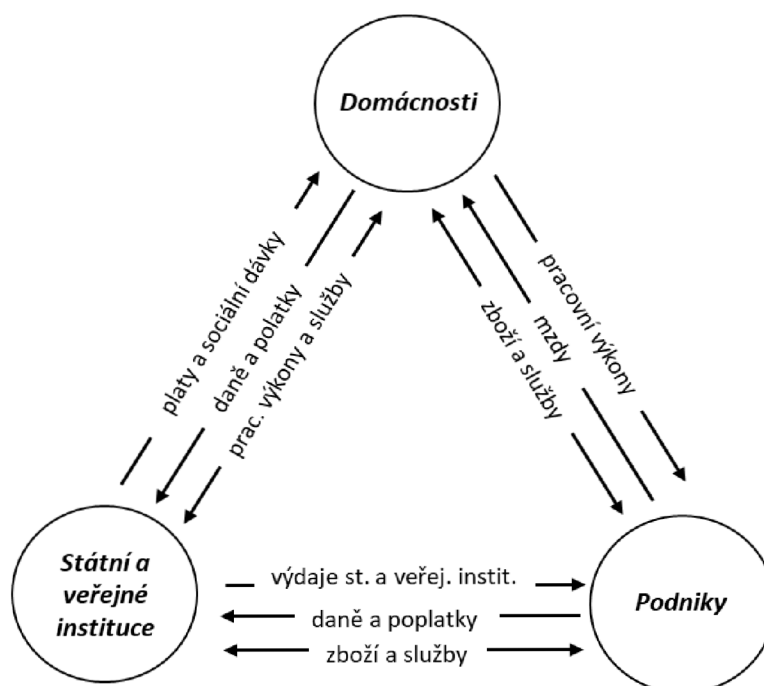 Domácnosti
platy a sociální dávky
daně a polatky
prac. výkony a služby
zboží a služby
mzdy
pracovní výkony
Státní a
veřejné
instituce
výdaje st. a veřej. instit.
daně a poplatky
zboží a služby
Podniky